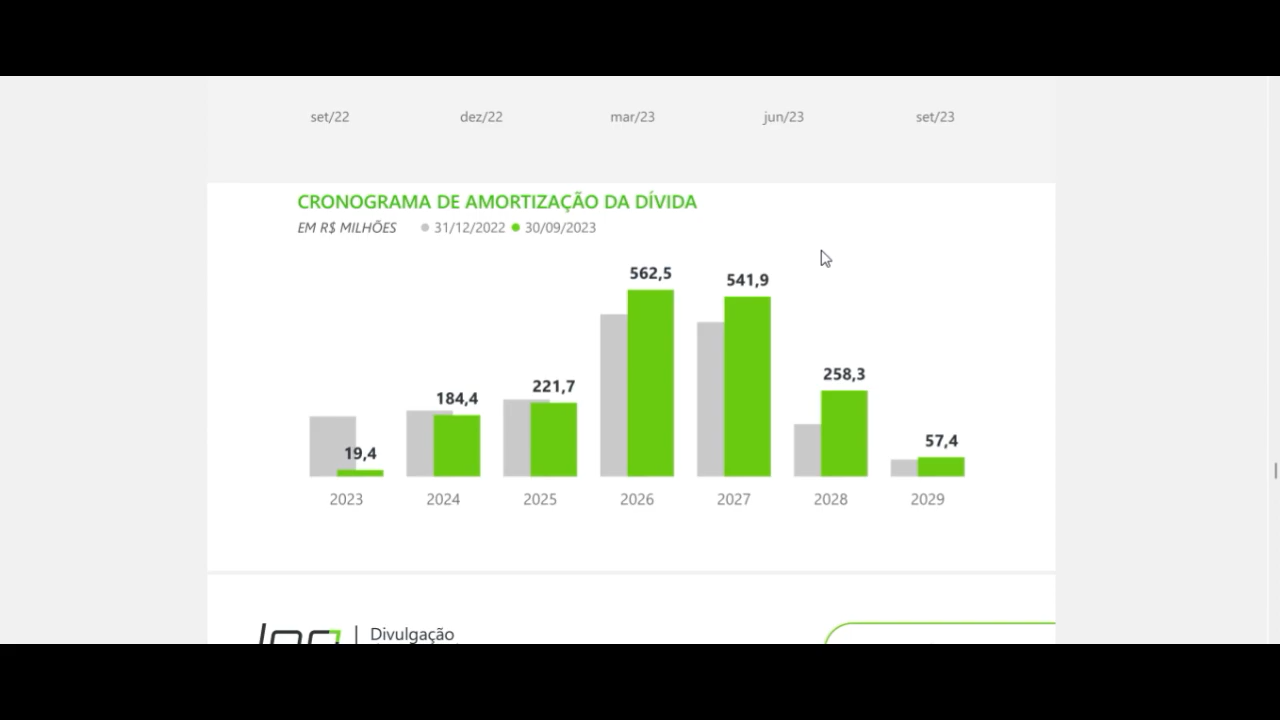 set/22 dez/22 mar/23 jun/23 set/23
CRONOGRAMA DE AMORTIZAÇÃO DA DÍVIDA
EM R$ MILHÕES 31/12/2022 30/09/2023
562,5
541,9
258,3
221,7
184,4
57,4
19,4
2023 2024 2025 2026 2027 2028 2029
Divulgação